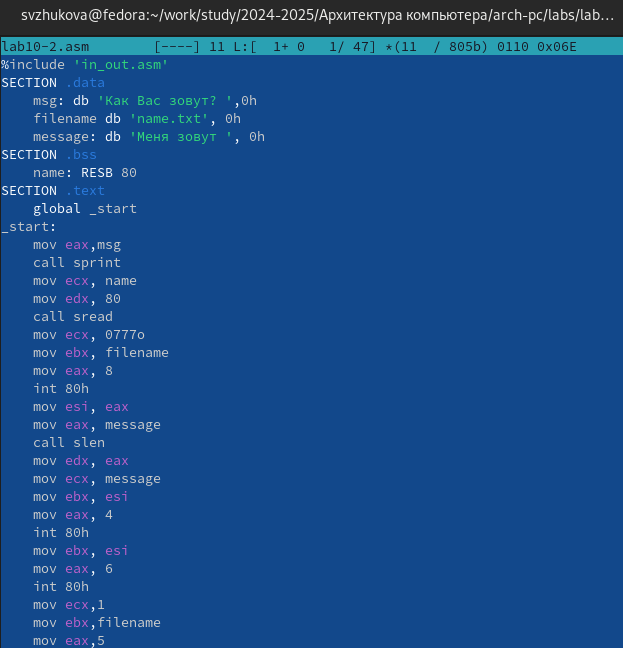 svzhukova@fedora:~/work/study/2024-2025/Архитектура компьютера/arch-pc/labs/lab…
lab10-2.asm [----] 11 L:[ 1+ 0 1/ 47] *(11 / 805b) 0110 0x06E
%include 'in_out.asm'
SECTION .data
msg: db 'Как Вас зовут? ',0h
filename db 'name.txt', 0h
message: db 'Меня зовут ', 0h
SECTION .bss
name: RESB 80
SECTION .text
global _start
_start:
mov eax,msg
call sprint
mov ecx, name
mov edx, 80
call sread
mov ecx, 0777o
mov ebx, filename
mov eax, 8
int 80h
mov esi, eax
mov eax, message
call slen
mov edx, eax
mov ecx, message
mov ebx, esi
mov eax, 4
int 80h
mov ebx, esi
mov eax, 6
int 80h
mov ecx,1
mov ebx,filename
mov eax,5